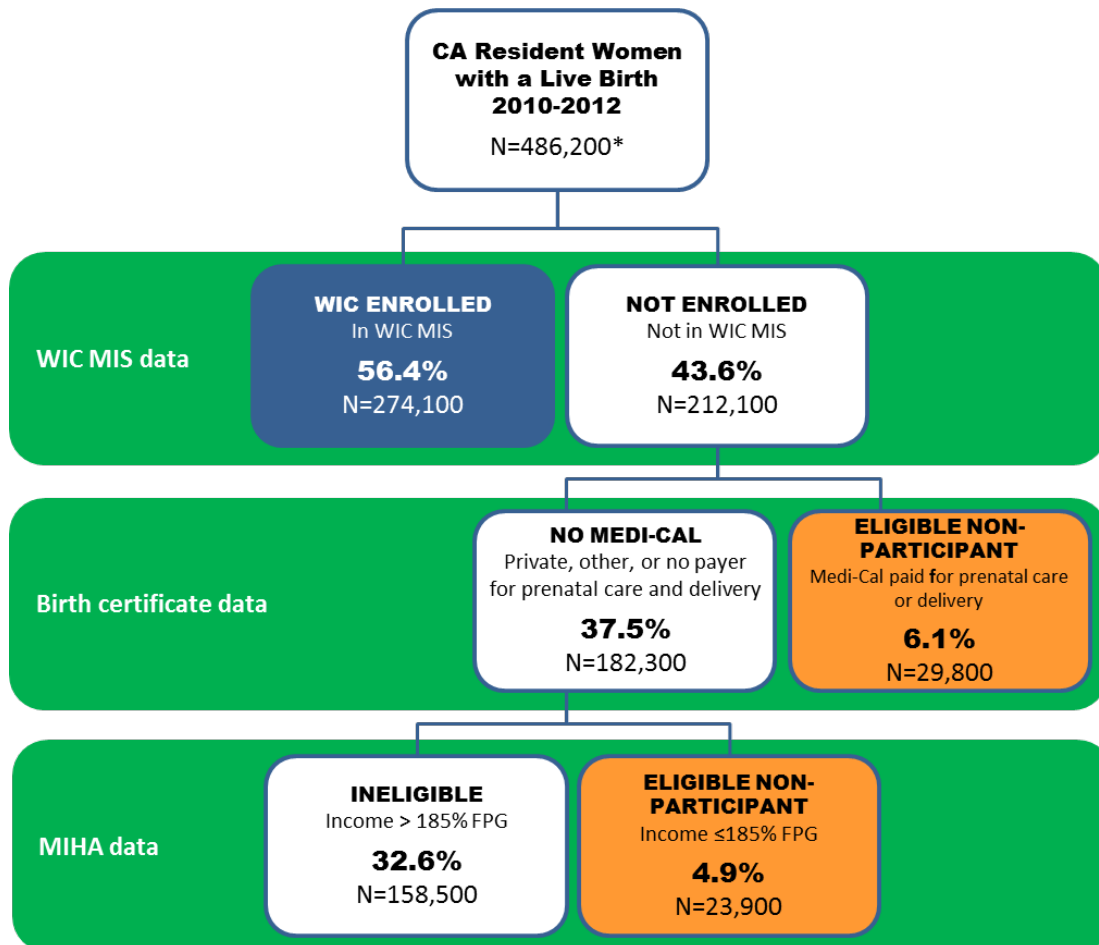 CA Resident Women
with a Live Birth
2010-2012
N=486,200*
WIC MIS data
WIC ENROLLED
In WIC MIS
56.4%
N=274,100
NOT ENROLLED
Not in WIC MIS
43.6%
N=212,100
Birth certificate data
NO MEDI-CAL
Private, other, or no payer
for prenatal care and delivery
37.5%
N=182,300
ELIGIBLE NON-
PARTICIPANT
Medi-Cal paid for prenatal care
or delivery
6.1%
N=29,800
MIHA data
INELIGIBLE
Income > 185% FPG
32.6%
N=158,500
ELIGIBLE NON-
PARTICIPANT
Income ≤185% FPG
4.9%
N=23,900